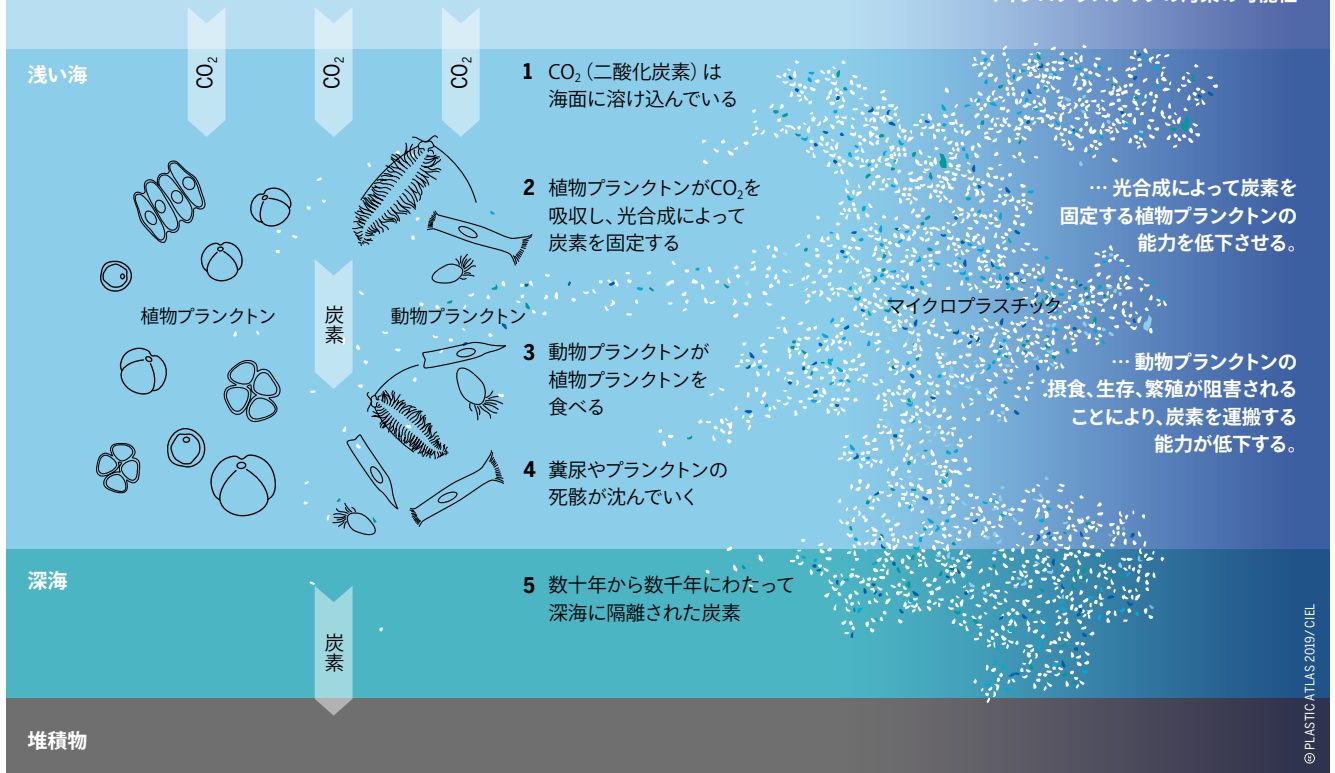 CO₂
CO₂
CO₂
浅い海
1 CO₂（二酸化炭素）は
海面に溶け込んでいる
2 植物プランクトンがCO₂を
吸収し、光合成によって
炭素を固定する
… 光合成によって炭素を
固定する植物プランクトンの
能力を低下させる。
植物プランクトン
炭素
動物プランクトン
マイクロプラスチック
3 動物プランクトンが
植物プランクトンを
食べる
… 動物プランクトンの
摂食、生存、繁殖が阻害される
ことにより、炭素を運搬する
能力が低下する。
4 糞尿やプランクトンの
死骸が沈んでいく
深海
5 数十年から数千年にわたって
深海に隔離された炭素
炭素
堆積物
PLASTIC ATLAS 2019 / CIEL